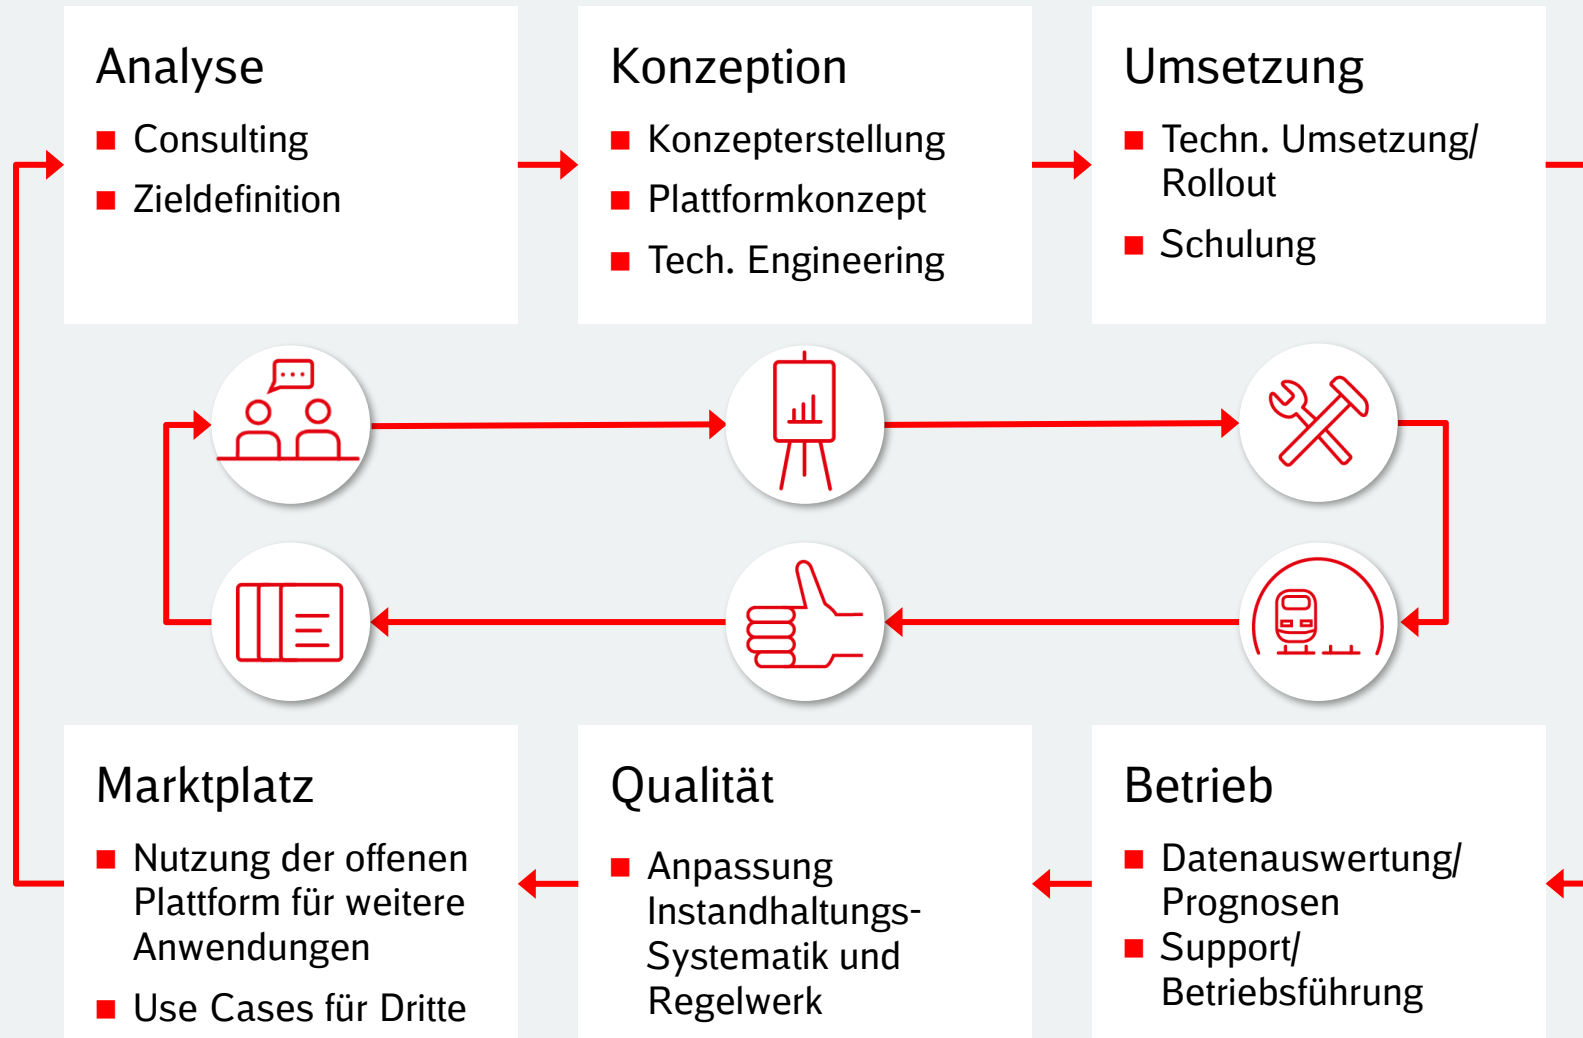 Analyse
Consulting
Zieldefinition
Konzeption
Konzepterstellung
Plattformkonzept
Tech. Engineering
Umsetzung
Techn. Umsetzung/
Rollout
Schulung
Marktplatz
Nutzung der offenen
Plattform für weitere
Anwendungen
Use Cases für Dritte
Qualität
Anpassung
Instandhaltungs-
Systematik und
Regelwerk
Betrieb
Datenauswertung/
Prognosen
Support/
Betriebsführung